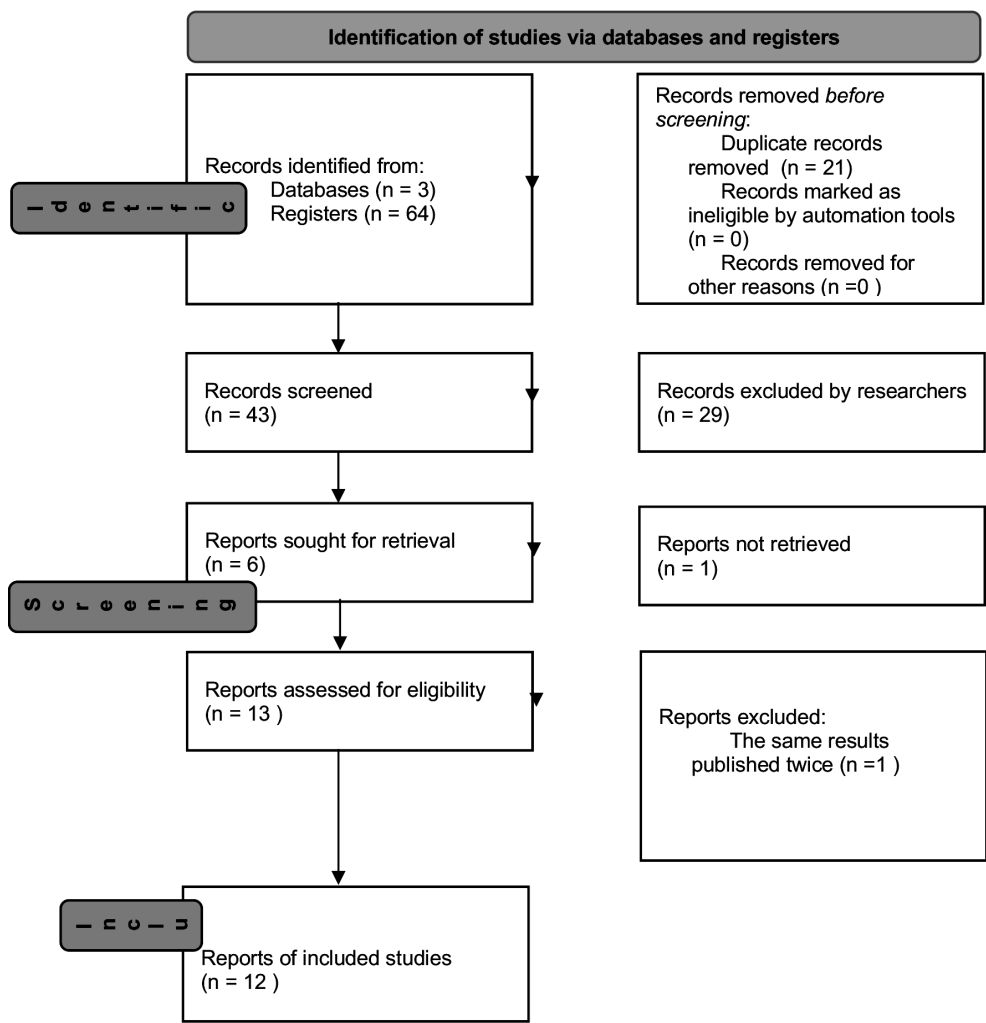 Identification of studies via databases and registers
Records identified from:
Databases (n = 3)
Registers (n = 64)
Records removed before
screening:
Duplicate records
removed (n = 21)
Records marked as
ineligible by automation tools
(n = 0)
Records removed for
other reasons (n =0 )
Identific
Records screened
(n = 43)
Records excluded by researchers
(n = 29)
Reports sought for retrieval
(n = 6)
Reports not retrieved
(n = 1)
Screening
Reports assessed for eligibility
(n = 13 )
Reports excluded:
The same results
published twice (n =1 )
Inclu
Reports of included studies
(n = 12 )